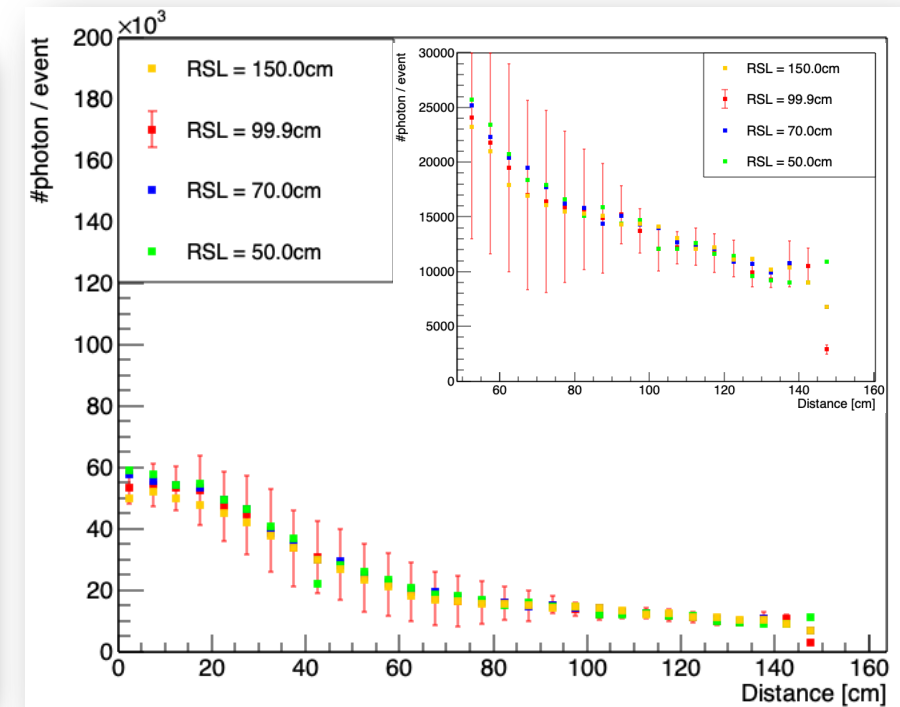 ×10³
200
180
160
140
120
100
80
60
40
20
0
#photon / event
RSL = 150.0cm
RSL = 99.9cm
RSL = 70.0cm
RSL = 50.0cm
0 20 40 60 80 100 120 140 160
Distance [cm]
30000
25000
20000
15000
10000
5000
0
#photon / event
RSL = 150.0cm
RSL = 99.9cm
RSL = 70.0cm
RSL = 50.0cm
60 80 100 120 140 160
Distance [cm]